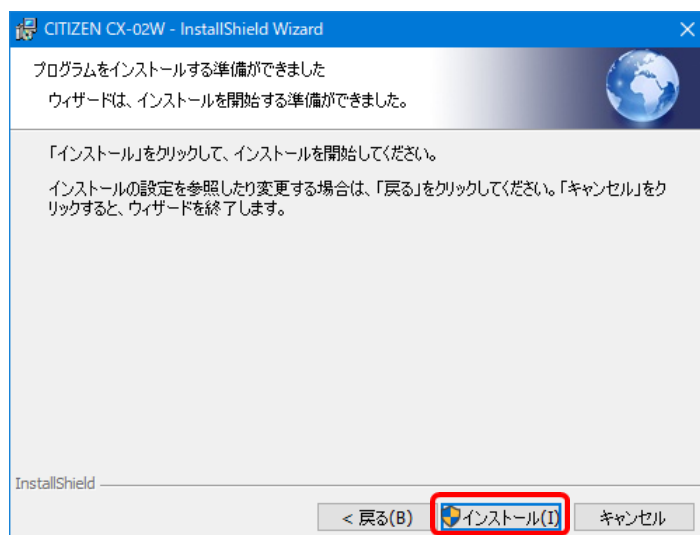 CITIZEN CX-02W - InstallShield Wizard
プログラムをインストールする準備ができました
ウィザードは、インストールを開始する準備ができました。
「インストール」をクリックして、インストールを開始してください。
インストールの設定を参照したり変更する場合は、「戻る」をクリックしてください。「キャンセル」をク
リックすると、ウィザードを終了します。
InstallShield
< 戻る(B)
インストール(I)
キャンセル